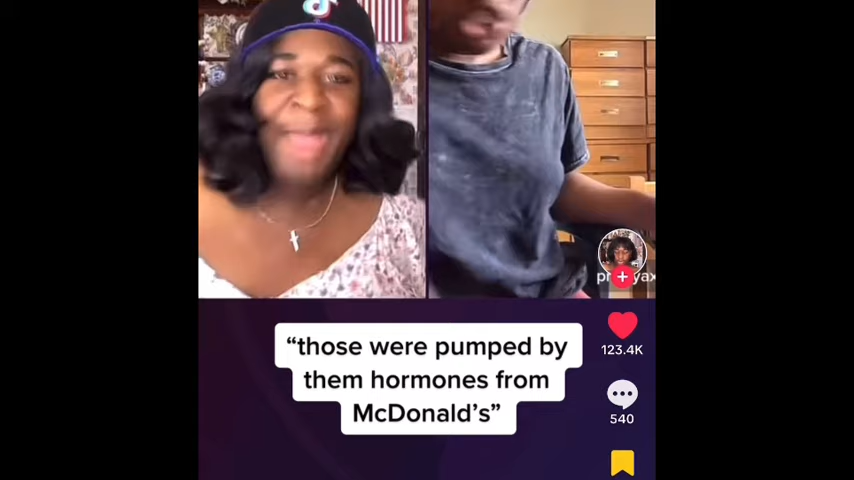 “those were pumped by
them hormones from
McDonald’s”
123.4K
540